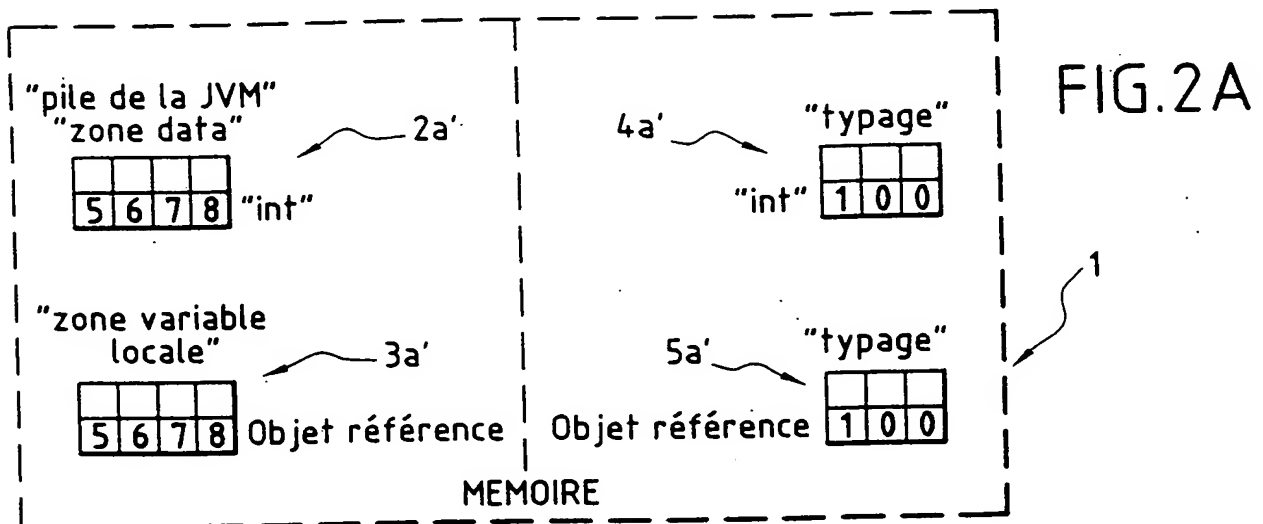 FIG.2A
"pile de la JVM"
"zone data"
2a'
5 6 7 8 "int"
4a'
"typage"
"int" 1 0 0
1
"zone variable
locale"
3a'
5 6 7 8 Objet référence
5a'
"typage"
Objet référence 1 0 0
MEMOIRE